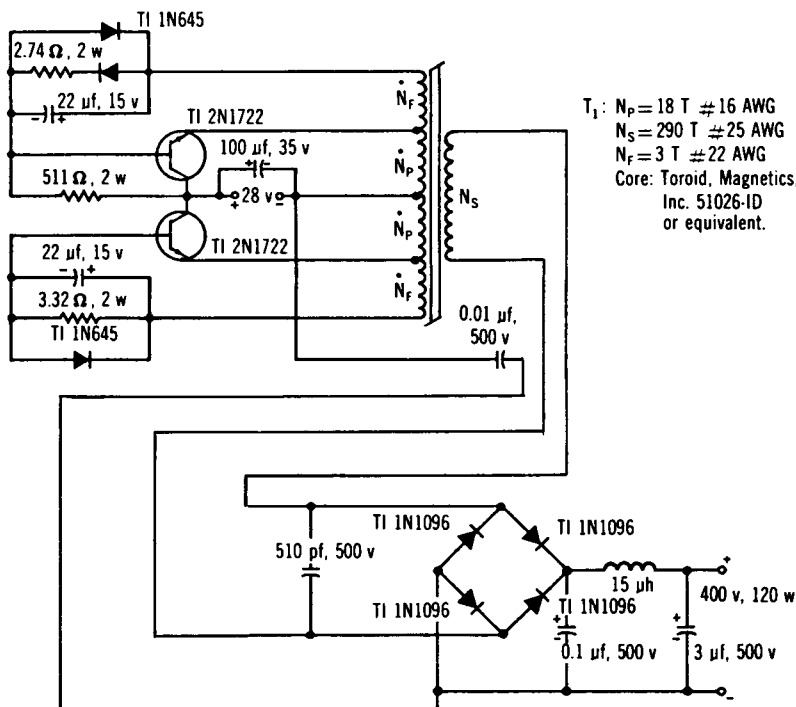 TI 1N645
2.74 Ω, 2 w
22 μf, 15 v
- +
TI 2N1722
100 μf, 35 v
+ -
511 Ω, 2 w
+ 28 v -
TI 2N1722
22 μf, 15 v
- +
3.32 Ω, 2 w
TI 1N645
N_F
N_P
N_P
N_F
N_S
T₁: N_P = 18 T #16 AWG
N_S = 290 T #25 AWG
N_F = 3 T #22 AWG
Core: Toroid, Magnetics,
Inc. 51026-ID
or equivalent.
0.01 μf,
500 v
510 pf, 500 v
TI 1N1096
TI 1N1096
TI 1N1096
TI 1N1096
15 μh
+
400 v, 120 w
+
-
0.1 μf, 500 v
+
-
3 μf, 500 v
-